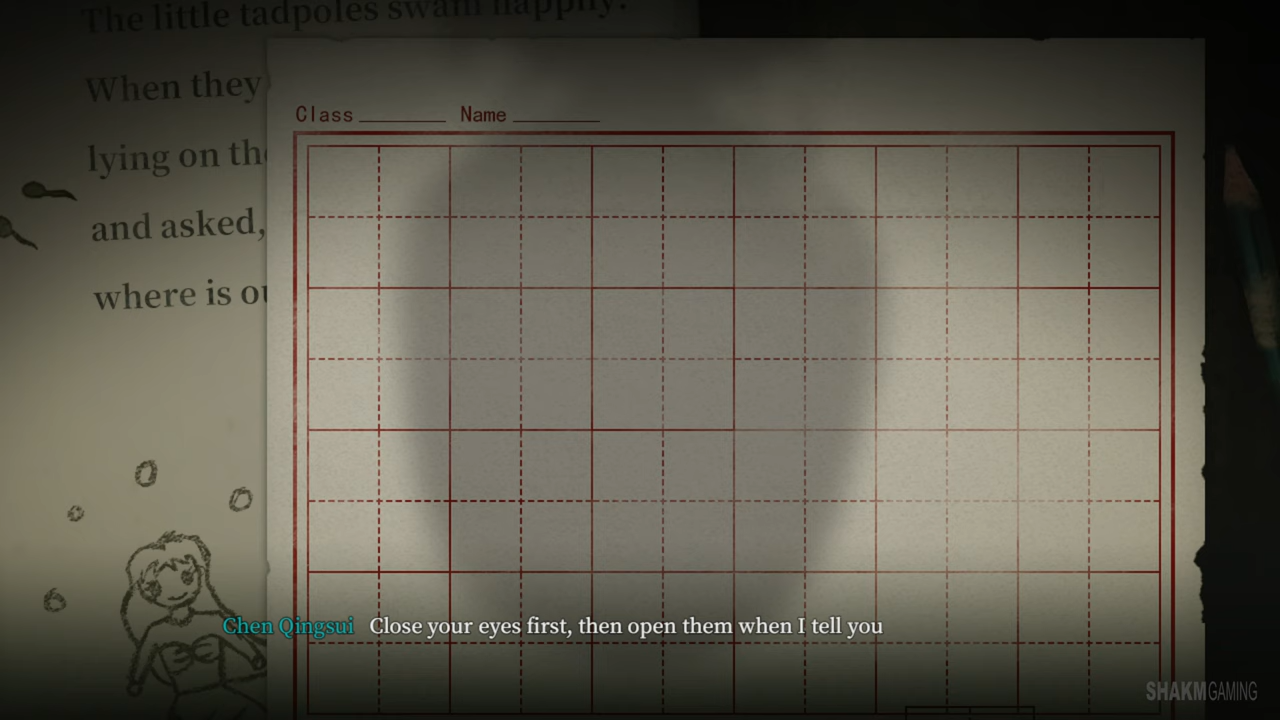 The little tadpoles swam happily.
When they
lying on the
and asked,
where is ou
Class Name
Chen Qingsui Close your eyes first, then open them when I tell you
SHAKMGAMING